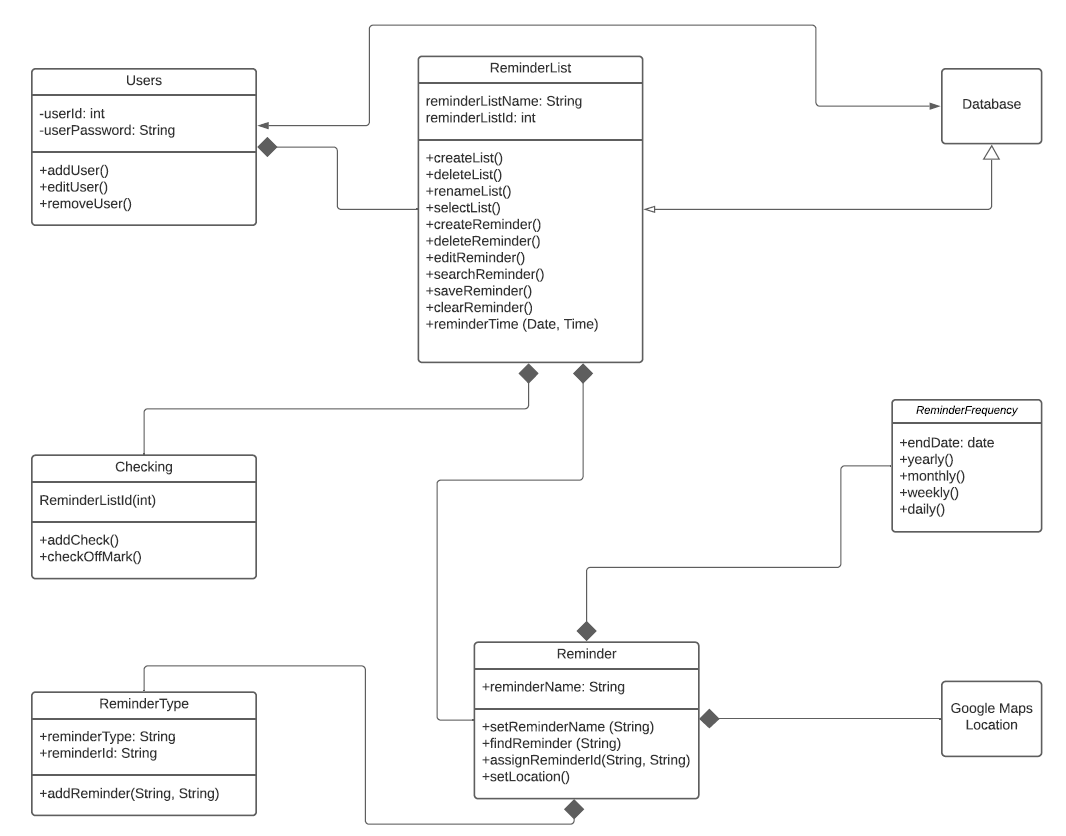 Users
-userId: int
-userPassword: String
+addUser()
+editUser()
+removeUser()
ReminderList
reminderListName: String
reminderListId: int
+createList()
+deleteList()
+renameList()
+selectList()
+createReminder()
+deleteReminder()
+editReminder()
+searchReminder()
+saveReminder()
+clearReminder()
+reminderTime (Date, Time)
Database
Checking
ReminderListId(int)
+addCheck()
+checkOffMark()
ReminderFrequency
+endDate: date
+yearly()
+monthly()
+weekly()
+daily()
ReminderType
+reminderType: String
+reminderId: String
+addReminder(String, String)
Reminder
+reminderName: String
+setReminderName (String)
+findReminder (String)
+assignReminderId(String, String)
+setLocation()
Google Maps
Location